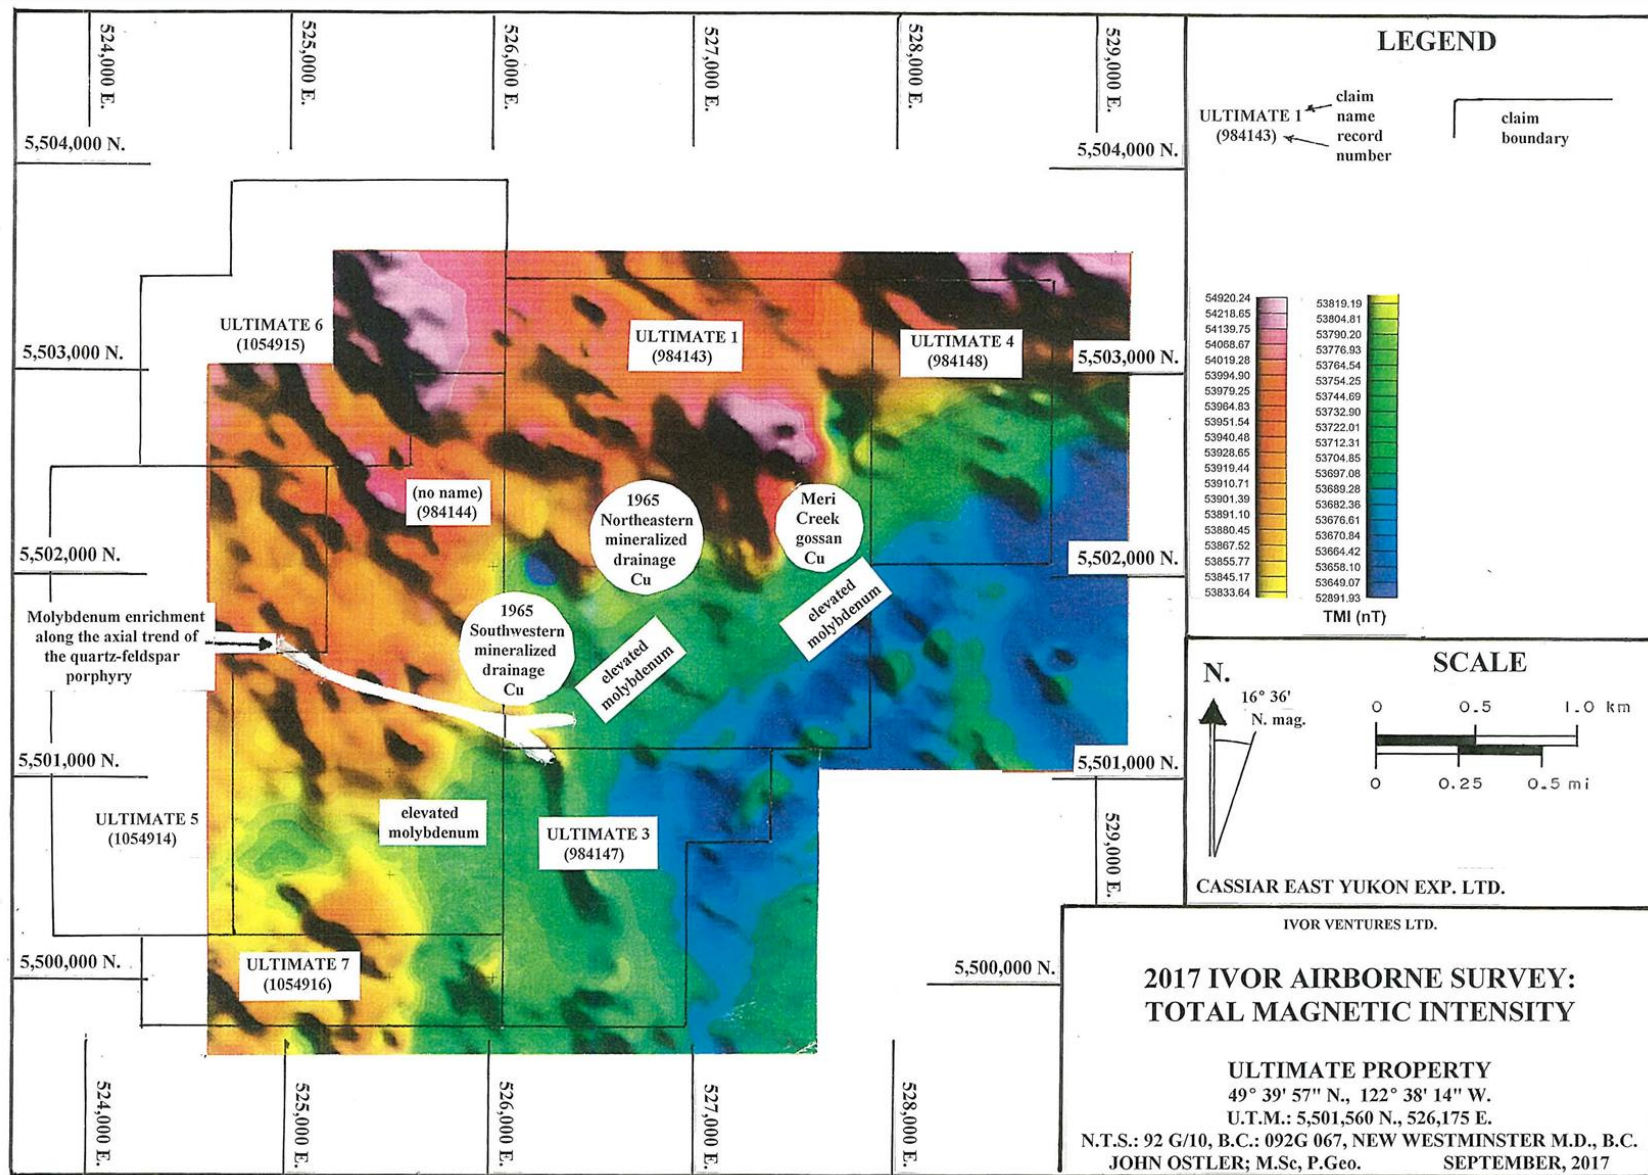 524,000 E.
525,000 E.
526,000 E.
527,000 E.
528,000 E.
529,000 E.
5,504,000 N.
5,504,000 N.
5,503,000 N.
5,503,000 N.
5,502,000 N.
5,502,000 N.
5,501,000 N.
5,501,000 N.
5,500,000 N.
5,500,000 N.
529,000 E.
524,000 E.
525,000 E.
526,000 E.
527,000 E.
528,000 E.
ULTIMATE 6
(1054915)
ULTIMATE 1
(984143)
ULTIMATE 4
(984148)
(no name)
(984144)
1965
Northeastern
mineralized
drainage
Cu
Meri
Creek
gossan
Cu
1965
Southwestern
mineralized
drainage
Cu
elevated
molybdenum
elevated
molybdenum
Molybdenum enrichment
along the axial trend of
the quartz-feldspar
porphyry
ULTIMATE 5
(1054914)
elevated
molybdenum
ULTIMATE 3
(984147)
ULTIMATE 7
(1054916)
LEGEND
ULTIMATE 1
(984143)
claim
name
record
number
claim
boundary
54920.24
54218.65
54139.75
54068.67
54019.28
53994.90
53979.25
53964.83
53951.54
53940.48
53928.65
53919.44
53910.71
53901.39
53891.10
53880.45
53867.52
53855.77
53845.17
53833.64
53819.19
53804.81
53790.20
53776.93
53764.54
53754.25
53744.69
53732.90
53722.01
53712.31
53704.85
53697.08
53689.28
53682.36
53676.61
53670.84
53664.42
53658.10
53649.07
52891.93
TMI (nT)
N.
16° 36'
N. mag.
SCALE
0 0.5 1.0 km
0 0.25 0.5 mi
CASSIAR EAST YUKON EXP. LTD.
IVOR VENTURES LTD.
2017 IVOR AIRBORNE SURVEY:
TOTAL MAGNETIC INTENSITY
ULTIMATE PROPERTY
49° 39' 57" N., 122° 38' 14" W.
U.T.M.: 5,501,560 N., 526,175 E.
N.T.S.: 92 G/10, B.C.: 092G 067, NEW WESTMINSTER M.D., B.C.
JOHN OSTLER; M.Sc, P.Geo. SEPTEMBER, 2017